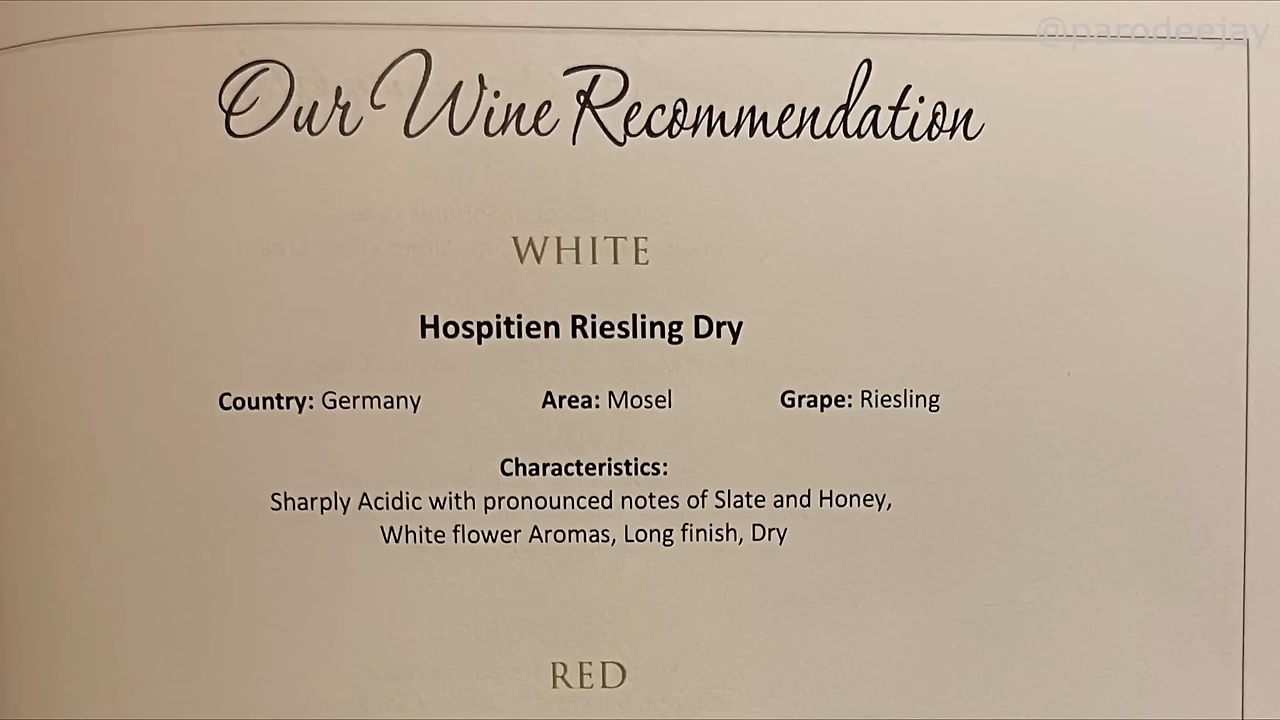 @parodeejay
Our Wine Recommendation
WHITE
Hospitien Riesling Dry
Country: Germany Area: Mosel Grape: Riesling
Characteristics:
Sharply Acidic with pronounced notes of Slate and Honey,
White flower Aromas, Long finish, Dry
RED